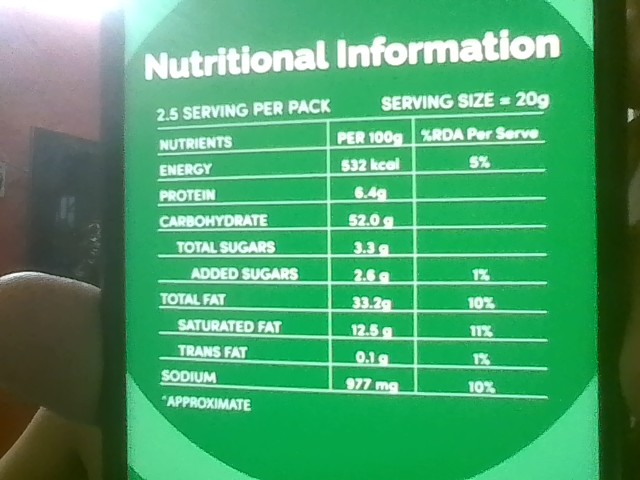 Nutritional Information
2.5 SERVING PER PACK SERVING SIZE = 20g
NUTRIENTS PER 100g %RDA Per Serve
ENERGY 532 kcal 5%
PROTEIN 6.4g
CARBOHYDRATE 52.0 g
TOTAL SUGARS 3.3 g
ADDED SUGARS 2.6 g 1%
TOTAL FAT 33.2g 10%
SATURATED FAT 12.5 g 11%
TRANS FAT 0.1 g 1%
SODIUM 977 mg 10%
*APPROXIMATE